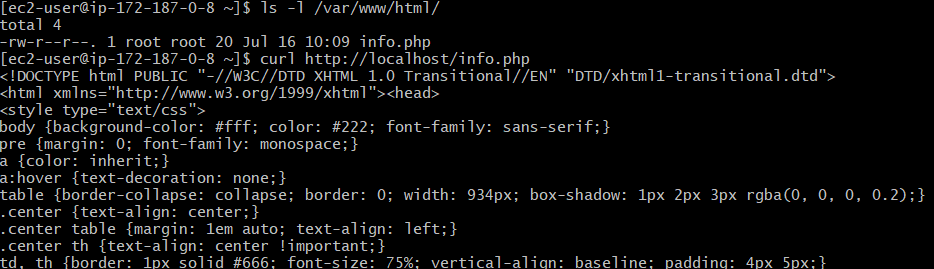 [ec2-user@ip-172-187-0-8 ~]$ ls -l /var/www/html/
total 4
-rw-r--r--. 1 root root 20 Jul 16 10:09 info.php
[ec2-user@ip-172-187-0-8 ~]$ curl http://localhost/info.php
<!DOCTYPE html PUBLIC "-//W3C//DTD XHTML 1.0 Transitional//EN" "DTD/xhtml1-transitional.dtd">
<html xmlns="http://www.w3.org/1999/xhtml"><head>
<style type="text/css">
body {background-color: #fff; color: #222; font-family: sans-serif;}
pre {margin: 0; font-family: monospace;}
a {color: inherit;}
a:hover {text-decoration: none;}
table {border-collapse: collapse; border: 0; width: 934px; box-shadow: 1px 2px 3px rgba(0, 0, 0, 0.2);}
.center {text-align: center;}
.center table {margin: 1em auto; text-align: left;}
.center th {text-align: center !important;}
td, th {border: 1px solid #666; font-size: 75%; vertical-align: baseline; padding: 4px 5px;}